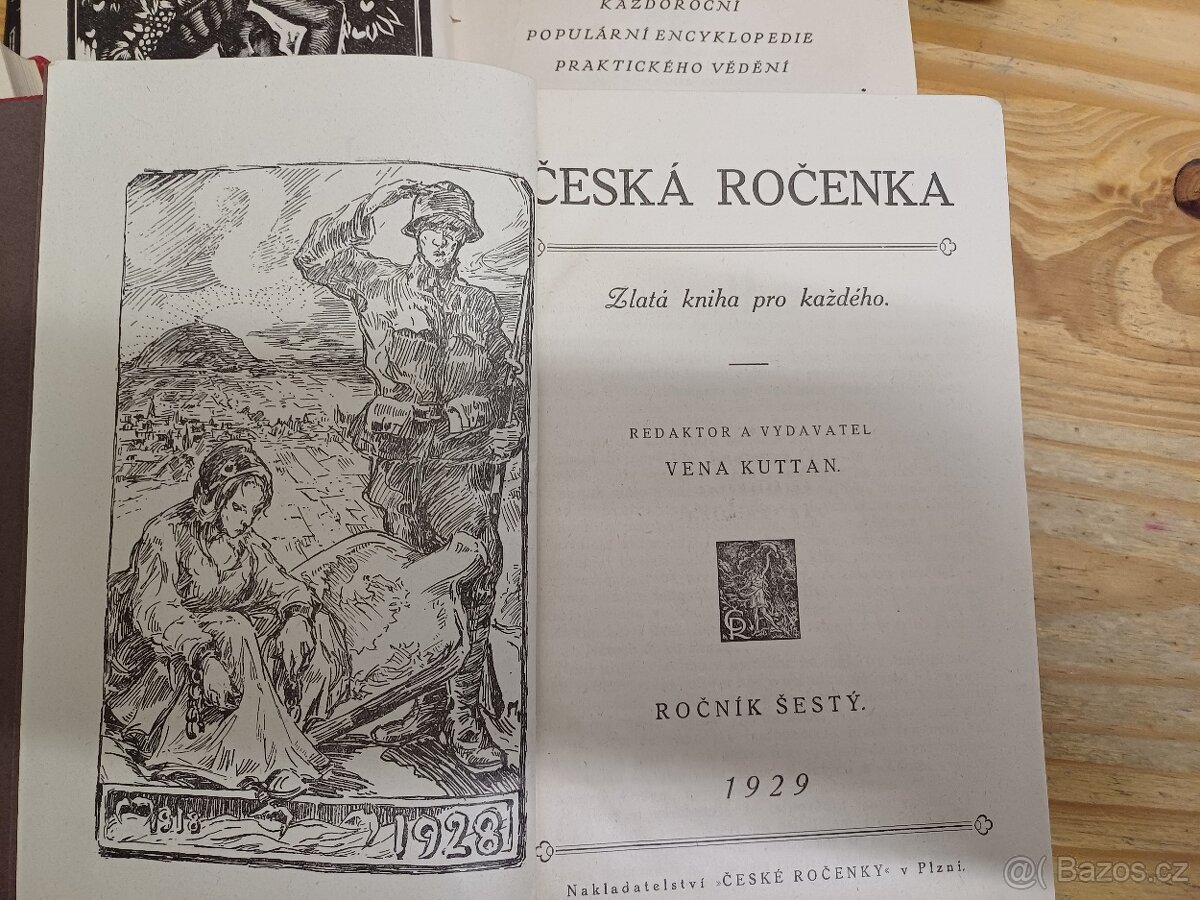 KAŽDOROČNÍ
POPULÁRNÍ ENCYKLOPEDIE
PRAKTICKÉHO VĚDĚNÍ
ČESKÁ ROČENKA
Zlatá kniha pro každého.
REDAKTOR A VYDAVATEL
VENA KUTTAN.
ČR
ROČNÍK ŠESTÝ.
1929
Nakladatelství »ČESKÉ ROČENKY« v Plzni.
1918
1928
Bazos.cz